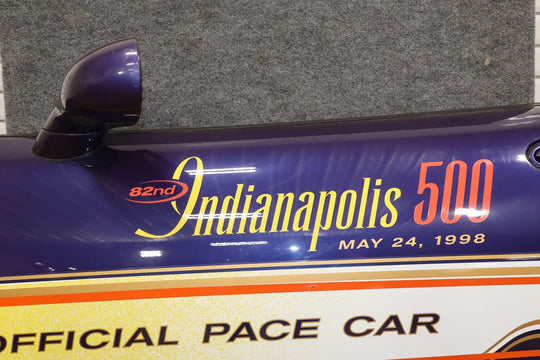 82nd Indianapolis 500
MAY 24, 1998
OFFICIAL PACE CAR